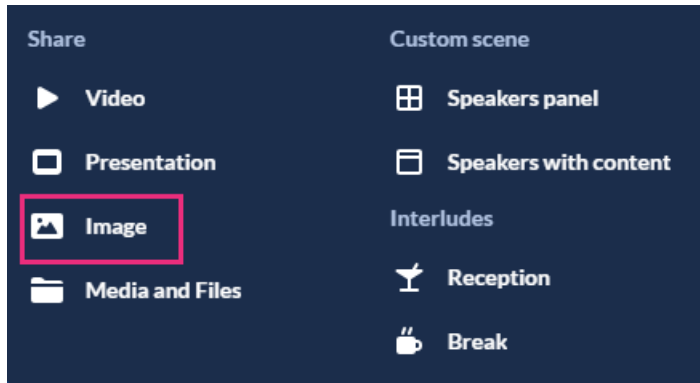 Share
Video
Presentation
Image
Media and Files
Custom scene
Speakers panel
Speakers with content
Interludes
Reception
Break